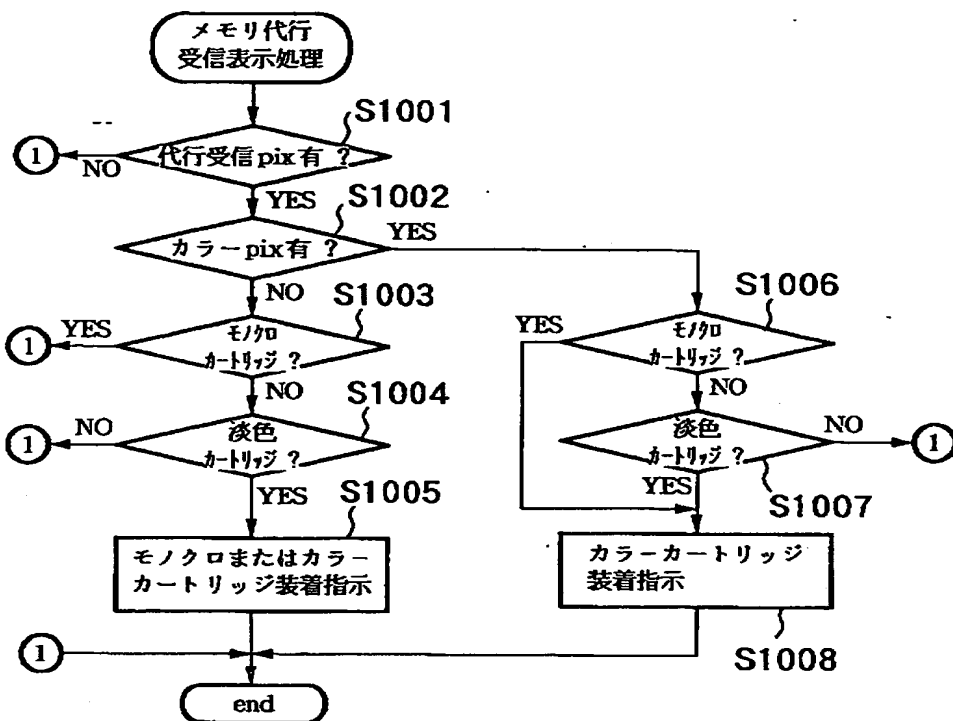 メモリ代行
受信表示処理
S1001
代行受信pix有 ?
1
NO
YES
S1002
カラーpix有 ?
YES
NO
S1003
モノクロ
カートリッジ ?
YES
1
NO
S1004
淡色
カートリッジ ?
NO
1
YES
S1005
モノクロまたはカラー
カートリッジ装着指示
S1006
モノクロ
カートリッジ ?
YES
NO
淡色
カートリッジ ?
NO
1
YES
S1007
カラーカートリッジ
装着指示
S1008
1
end